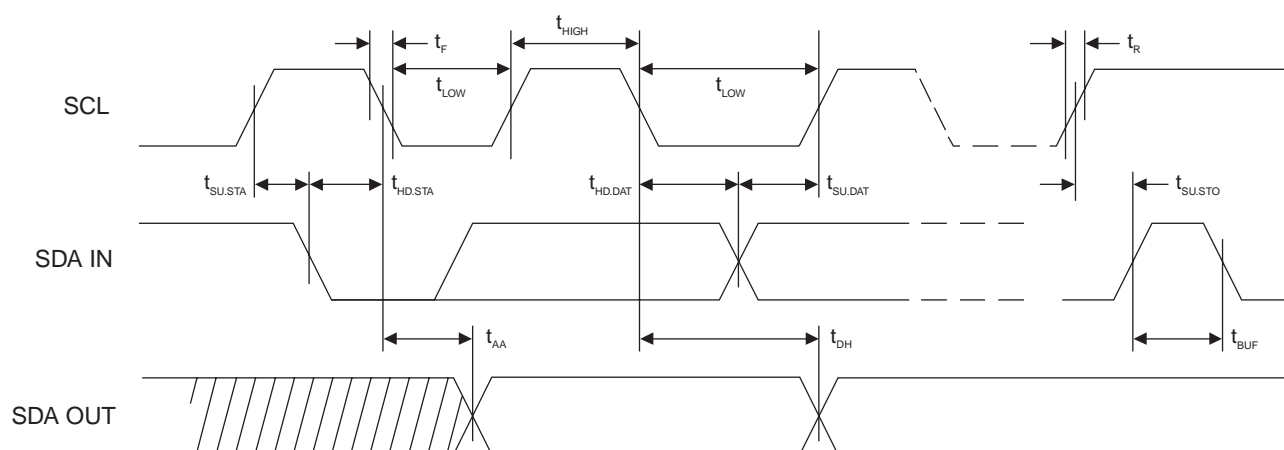 tF
tHIGH
tR
tLOW
tLOW
SCL
tSU.STA
tHD.STA
tHD.DAT
tSU.DAT
tSU.STO
SDA IN
tAA
tDH
tBUF
SDA OUT